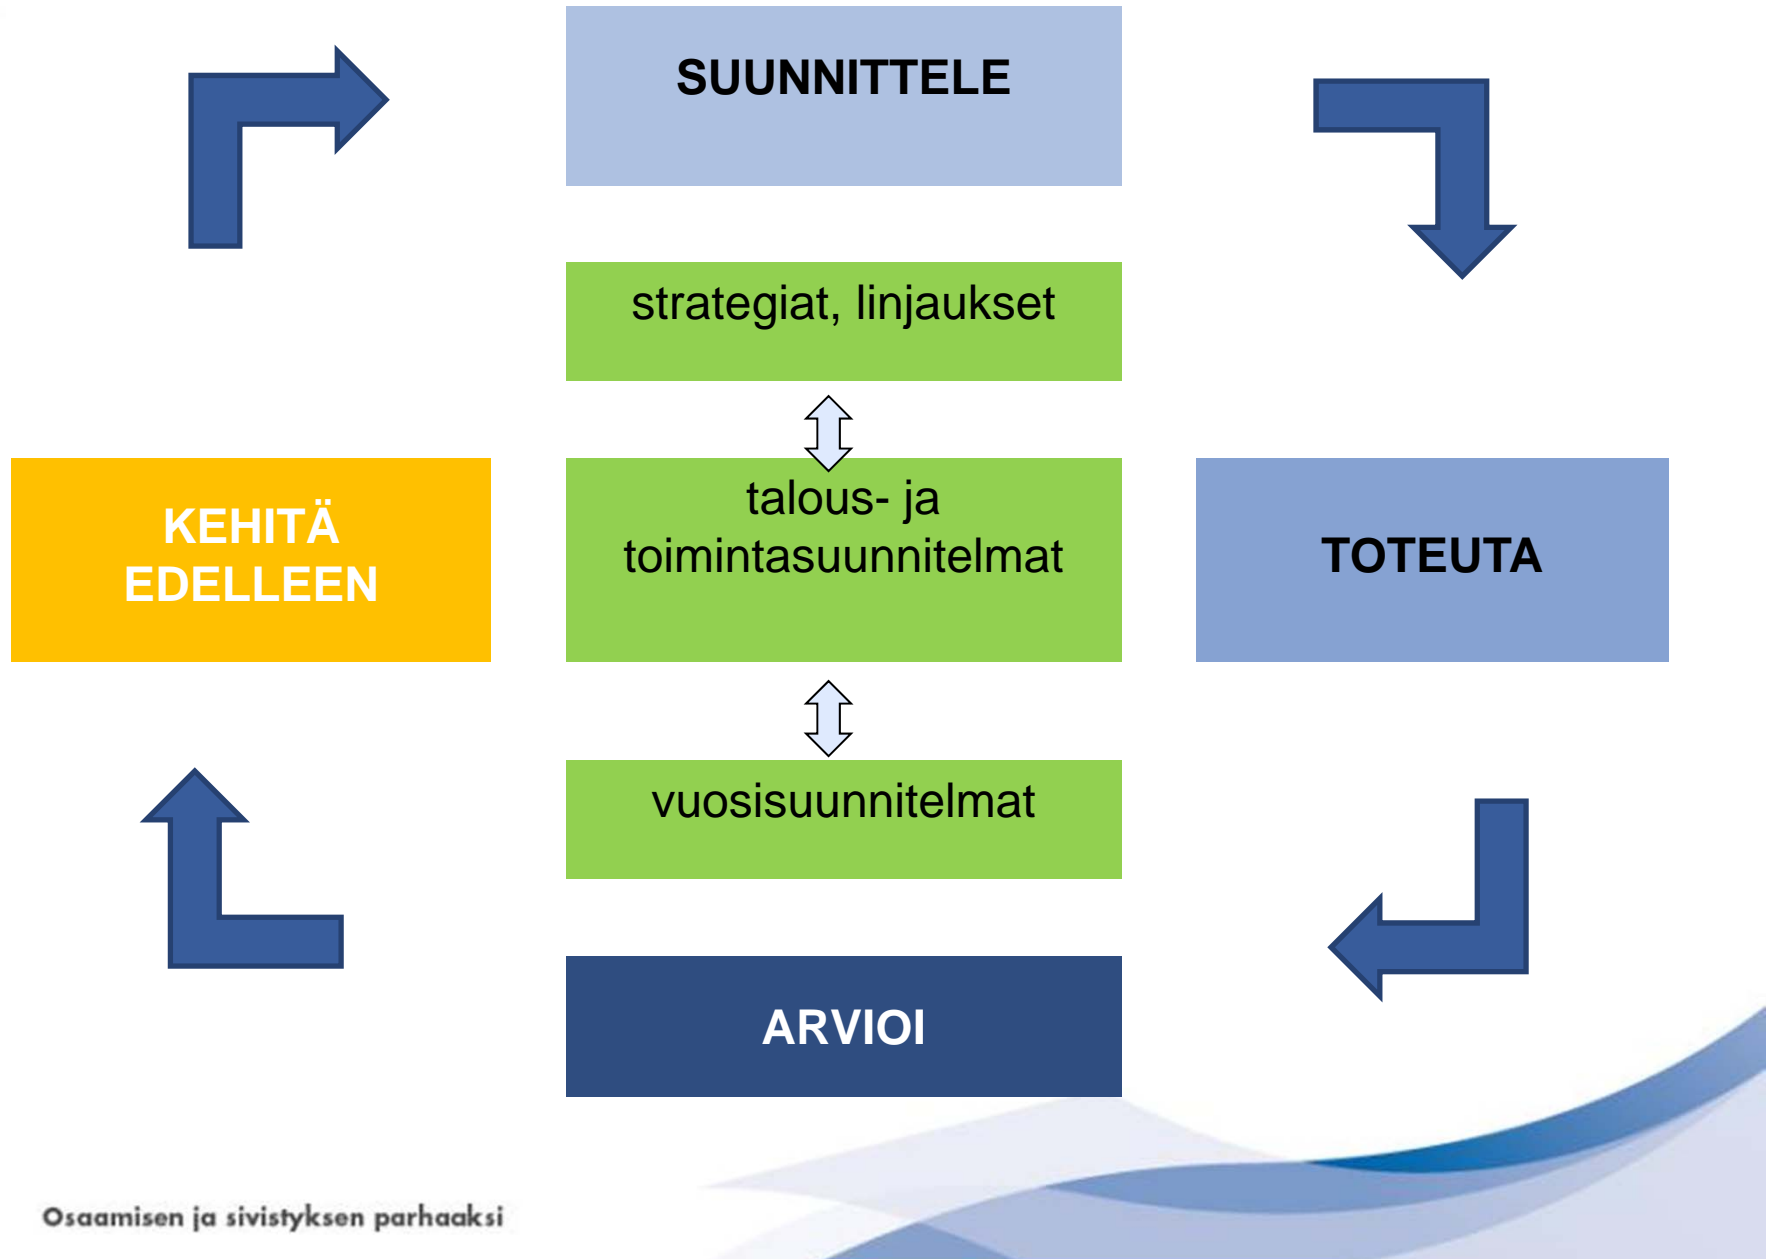 SUUNNITTELE
strategiat, linjaukset
KEHITÄ
EDELLEEN
talous- ja
toimintasuunnitelmat
TOTEUTA
vuosisuunnitelmat
ARVIOI
Osaamisen ja sivistyksen parhaaksi